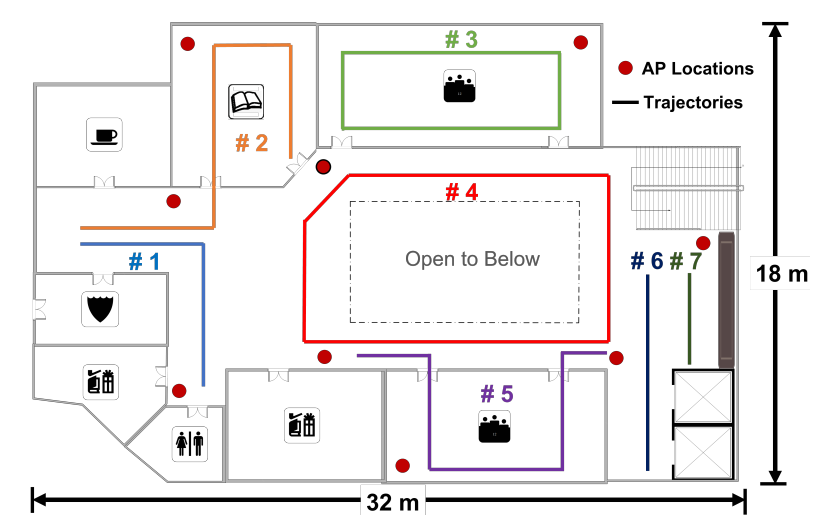 # 3
AP Locations
Trajectories
# 2
# 4
Open to Below
# 1
# 6
# 7
18 m
# 5
32 m